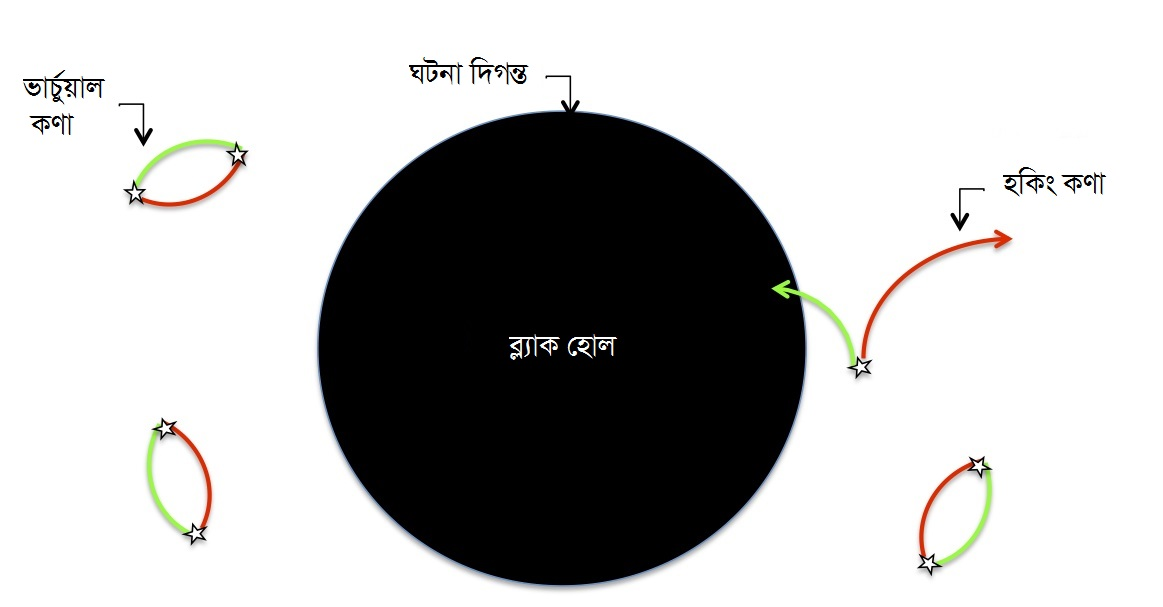 ভার্চুয়াল
কণা
ঘটনা দিগন্ত
হকিং কণা
ব্ল্যাক হোল